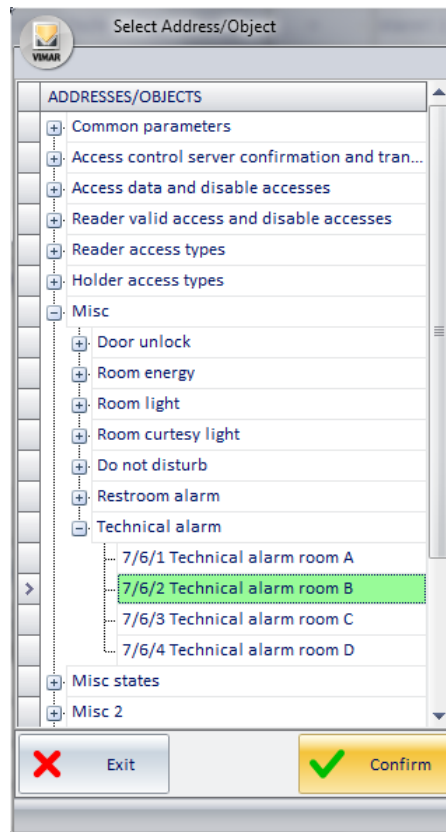 Select Address/Object
VIMAR
ADDRESSES/OBJECTS
Common parameters
Access control server confirmation and tran...
Access data and disable accesses
Reader valid access and disable accesses
Reader access types
Holder access types
Misc
Door unlock
Room energy
Room light
Room curtesy light
Do not disturb
Restroom alarm
Technical alarm
7/6/1 Technical alarm room A
7/6/2 Technical alarm room B
7/6/3 Technical alarm room C
7/6/4 Technical alarm room D
Misc states
Misc 2
Exit
Confirm